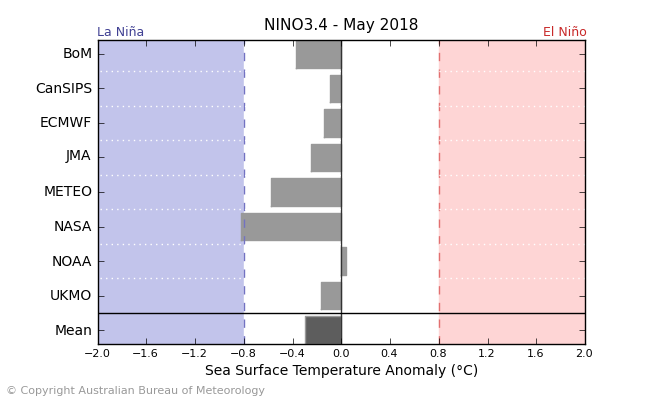 NINO3.4 - May 2018
La Niña
El Niño
BoM
CanSIPS
ECMWF
JMA
METEO
NASA
NOAA
UKMO
Mean
−2.0 −1.6 −1.2 −0.8 −0.4 0.0 0.4 0.8 1.2 1.6 2.0
Sea Surface Temperature Anomaly (°C)
© Copyright Australian Bureau of Meteorology